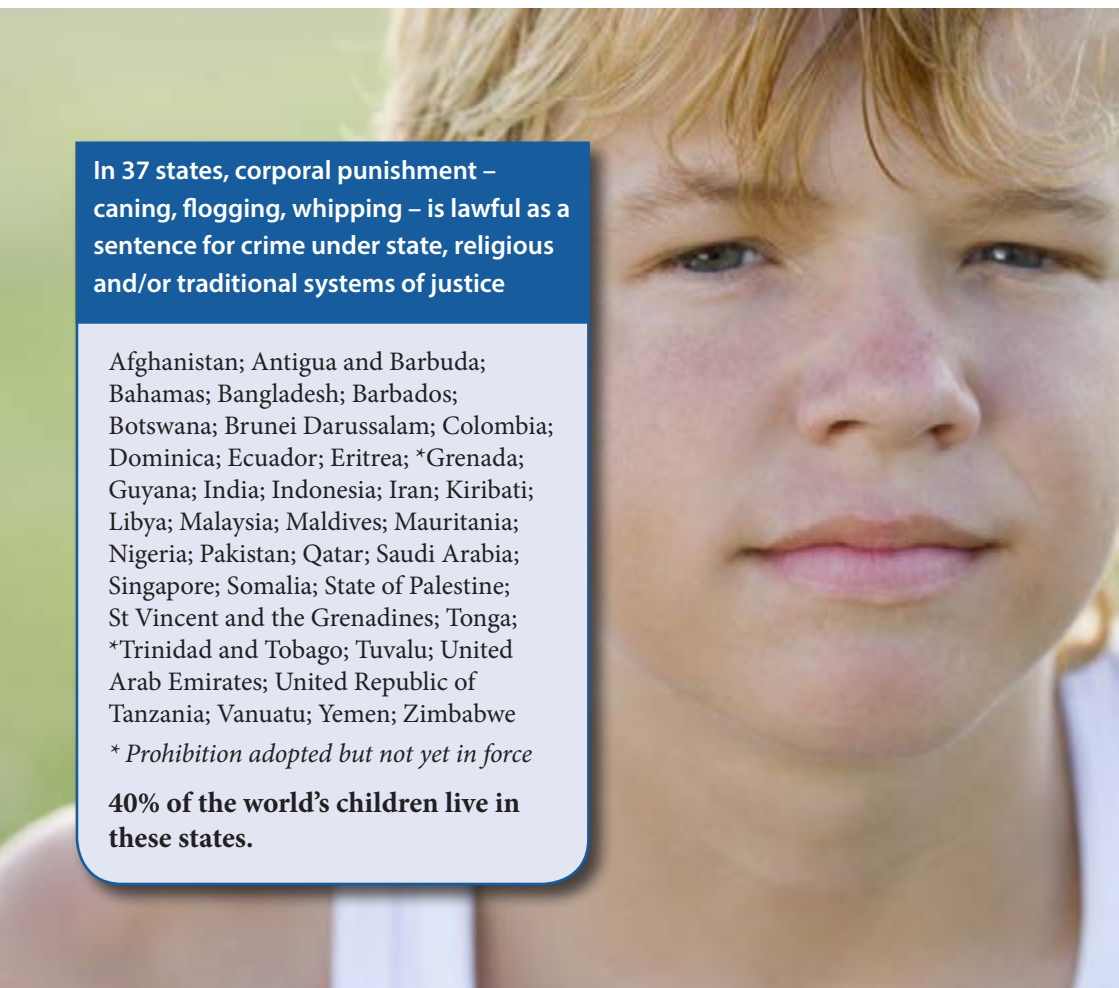 In 37 states, corporal punishment –
caning, flogging, whipping – is lawful as a
sentence for crime under state, religious
and/or traditional systems of justice
Afghanistan; Antigua and Barbuda;
Bahamas; Bangladesh; Barbados;
Botswana; Brunei Darussalam; Colombia;
Dominica; Ecuador; Eritrea; *Grenada;
Guyana; India; Indonesia; Iran; Kiribati;
Libya; Malaysia; Maldives; Mauritania;
Nigeria; Pakistan; Qatar; Saudi Arabia;
Singapore; Somalia; State of Palestine;
St Vincent and the Grenadines; Tonga;
*Trinidad and Tobago; Tuvalu; United
Arab Emirates; United Republic of
Tanzania; Vanuatu; Yemen; Zimbabwe
* Prohibition adopted but not yet in force
40% of the world’s children live in
these states.